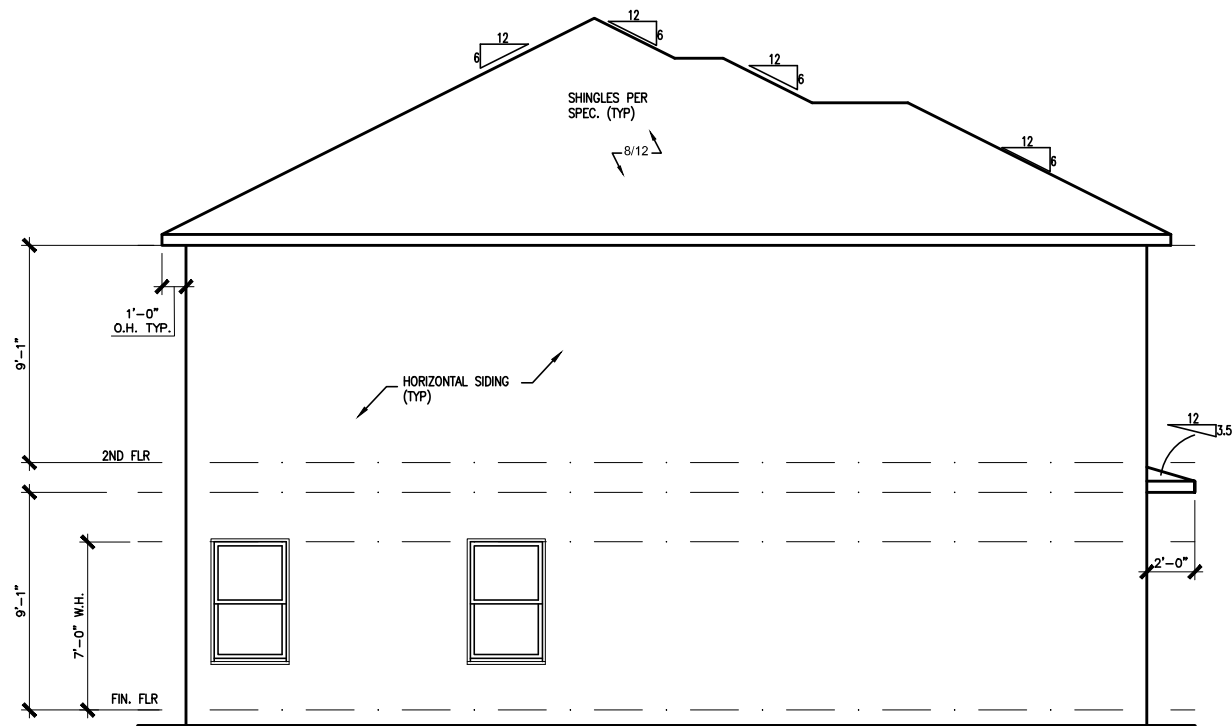 12
6
12
6
12
6
SHINGLES PER
SPEC. (TYP)
8/12
12
6
1'-0"
O.H. TYP.
9'-1"
HORIZONTAL SIDING
(TYP)
12
3.5
2ND FLR
2'-0"
9'-1"
7'-0" W.H.
FIN. FLR